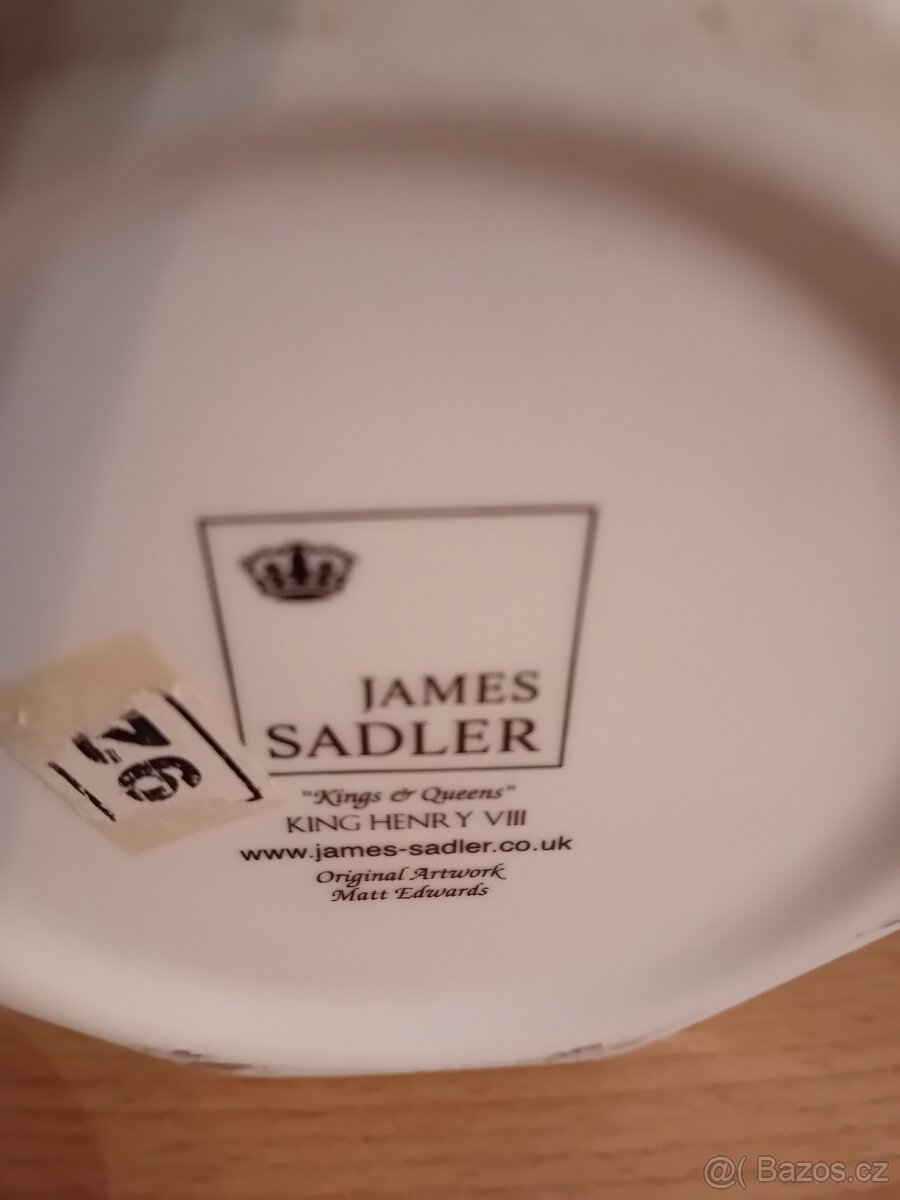 JAMES
SADLER
"Kings & Queens"
KING HENRY VIII
www.james-sadler.co.uk
Original Artwork
Matt Edwards
@( Bazos.cz